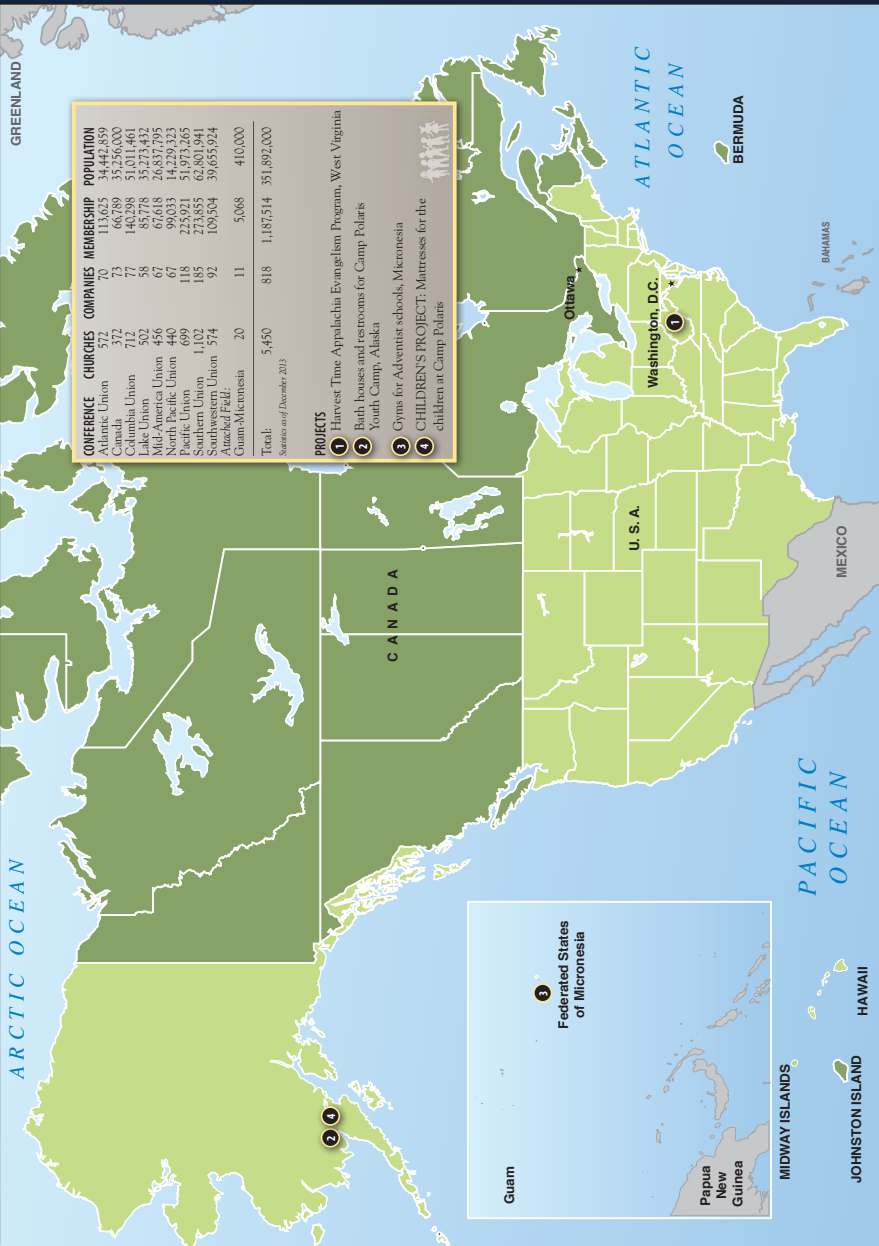 CONFERENCE CHURCHES COMPANIES MEMBERSHIP POPULATION
Atlantic Union 572 70 113,625 34,442,859
Canada 372 73 66,789 35,256,000
Columbia Union 712 77 140,298 51,011,461
Lake Union 502 58 85,778 35,273,432
Mid-America Union 456 67 67,618 26,837,795
North Pacific Union 440 67 99,033 14,229,323
Pacific Union 699 118 225,921 51,973,265
Southern Union 1,102 185 273,855 62,801,941
Southwestern Union 574 92 109,504 39,655,924
Attached Field:
Guam-Micronesia 20 11 5,068 410,000
Total: 5,450 818 1,187,514 351,892,000
Statistics as of December 2013
PROJECTS
1 Harvest Time Appalachia Evangelism Program, West Virginia
2 Bath houses and restrooms for Camp Polaris
Youth Camp, Alaska
3 Gyms for Adventist schools, Micronesia
4 CHILDREN'S PROJECT: Mattresses for the
children at Camp Polaris
ARCTIC OCEAN
GREENLAND
CANADA
Ottawa
Washington, D.C.
1
U. S. A.
2
4
ATLANTIC
OCEAN
BERMUDA
BAHAMAS
MEXICO
PACIFIC
OCEAN
Guam
3
Federated States
of Micronesia
Papua
New
Guinea
MIDWAY ISLANDS
JOHNSTON ISLAND
HAWAII